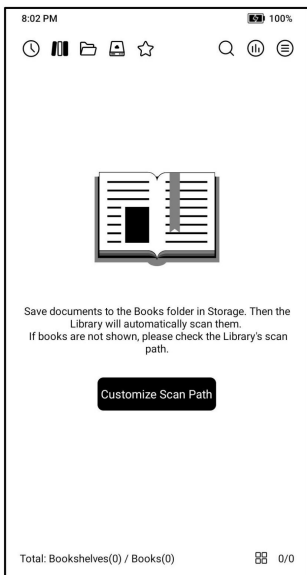 8:02 PM
100%
Save documents to the Books folder in Storage. Then the
Library will automatically scan them.
If books are not shown, please check the Library's scan
path.
Customize Scan Path
Total: Bookshelves(0) / Books(0)
0/0